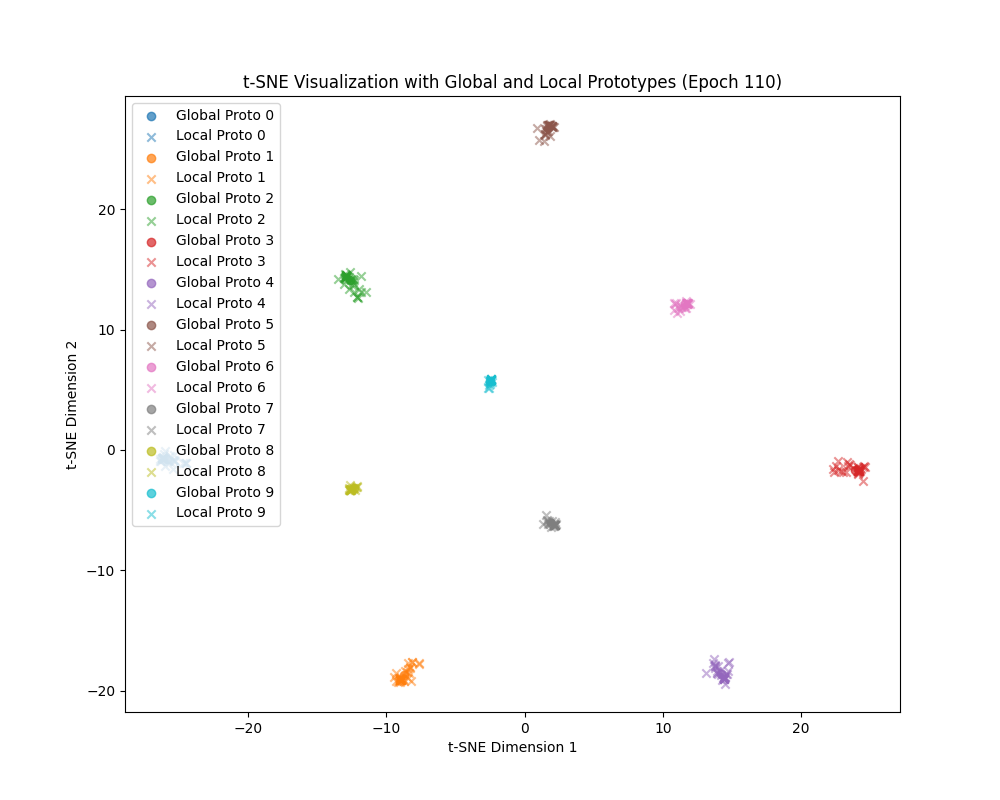 t-SNE Visualization with Global and Local Prototypes (Epoch 110)
Global Proto 0
Local Proto 0
Global Proto 1
Local Proto 1
Global Proto 2
Local Proto 2
Global Proto 3
Local Proto 3
Global Proto 4
Local Proto 4
Global Proto 5
Local Proto 5
Global Proto 6
Local Proto 6
Global Proto 7
Local Proto 7
Global Proto 8
Local Proto 8
Global Proto 9
Local Proto 9
t-SNE Dimension 2
20
10
0
−10
−20
−20
−10
0
10
20
t-SNE Dimension 1